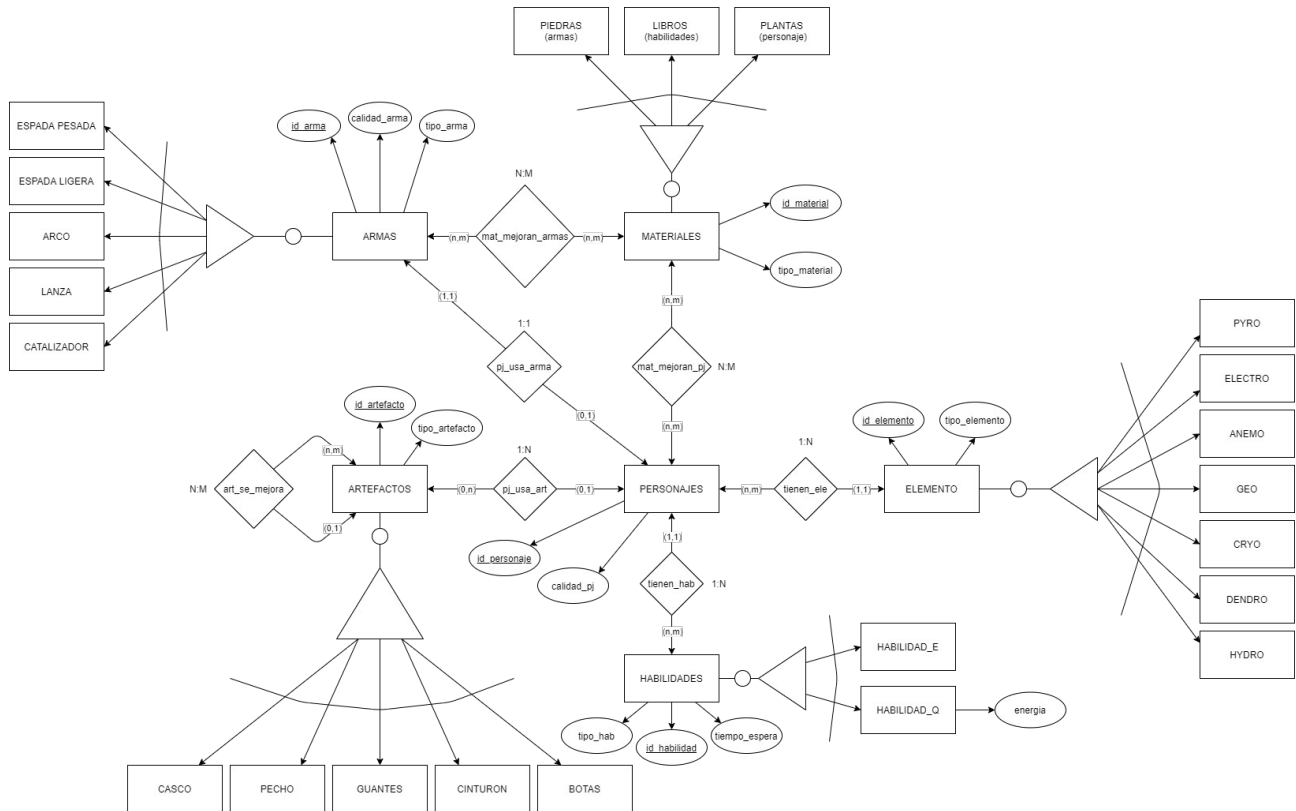 PIEDRAS
(armas)
LIBROS
(habilidades)
PLANTAS
(personaje)
ESPADA PESADA
ESPADA LIGERA
ARCO
LANZA
CATALIZADOR
id_arma
calidad_arma
tipo_arma
ARMAS
N:M
(n,m)
mat_mejoran_armas
(n,m)
MATERIALES
id_material
tipo_material
(1,1)
1:1
pj_usa_arma
(0,1)
(n,m)
mat_mejoran_pj
N:M
(n,m)
id_artefacto
tipo_artefacto
(n,m)
N:M
art_se_mejora
(0,1)
ARTEFACTOS
1:N
(0,n)
pj_usa_art
(0,1)
PERSONAJES
1:N
(n,m)
tienen_ele
(1,1)
id_elemento
tipo_elemento
ELEMENTO
PYRO
ELECTRO
ANEMO
GEO
CRYO
DENDRO
HYDRO
id_personaje
calidad_pj
(1,1)
tienen_hab
1:N
(n,m)
HABILIDADES
tipo_hab
id_habilidad
tiempo_espera
HABILIDAD_E
HABILIDAD_Q
energia
CASCO
PECHO
GUANTES
CINTURON
BOTAS